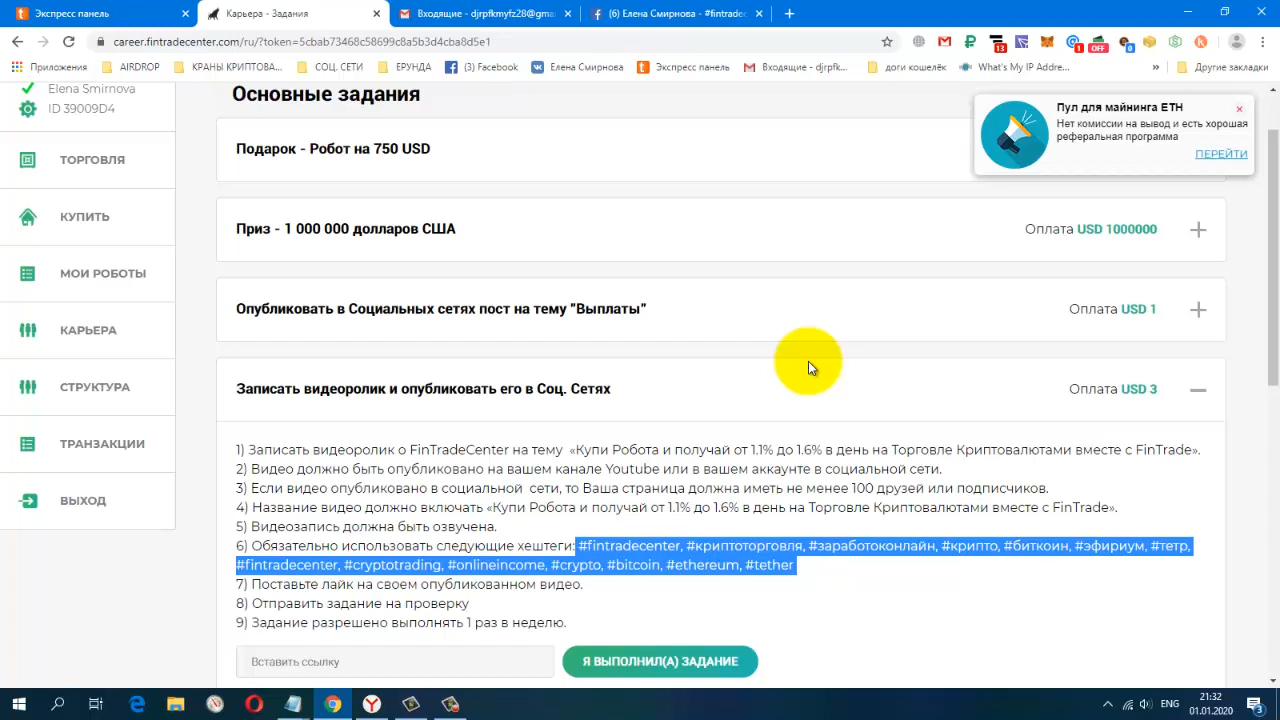 Экспресс панель
Карьера - Задания
Входящие - djrpfkmyfz28@gma
(6) Елена Смирнова - #fintradec
career.fintradecenter.com/ru/?token=5cbab73468c58699c8a5b3d4cba8d5e1
13
1
OFF
0
Приложения
AIRDROP
КРАНЫ КРИПТОВА...
СОЦ. СЕТИ
ЕРУНДА
(3) Facebook
Елена Смирнова
Экспресс панель
Входящие - djrpfk...
доги кошелёк
What's My IP Addre...
»
Другие закладки
Elena Smirnova
ID 39009D4
ТОРГОВЛЯ
КУПИТЬ
МОИ РОБОТЫ
КАРЬЕРА
СТРУКТУРА
ТРАНЗАКЦИИ
ВЫХОД
Основные задания
Пул для майнинга ETH
Нет комиссии на вывод и есть хорошая
реферальная программа
ПЕРЕЙТИ
Подарок - Робот на 750 USD
Приз - 1 000 000 долларов США
Оплата USD 1000000
Опубликовать в Социальных сетях пост на тему "Выплаты"
Оплата USD 1
Записать видеоролик и опубликовать его в Соц. Сетях
Оплата USD 3
1) Записать видеоролик о FinTradeCenter на тему «Купи Робота и получай от 1.1% до 1.6% в день на Торговле Криптовалютами вместе с FinTrade».
2) Видео должно быть опубликовано на вашем канале Youtube или в вашем аккаунте в социальной сети.
3) Если видео опубликовано в социальной сети, то Ваша страница должна иметь не менее 100 друзей или подписчиков.
4) Название видео должно включать «Купи Робота и получай от 1.1% до 1.6% в день на Торговле Криптовалютами вместе с FinTrade».
5) Видеозапись должна быть озвучена.
6) Обязательно использовать следующие хештеги: #fintradecenter, #криптоторговля, #заработоконлайн, #крипто, #биткоин, #эфириум, #тетр,
#fintradecenter, #cryptotrading, #onlineincome, #crypto, #bitcoin, #ethereum, #tether
7) Поставьте лайк на своем опубликованном видео.
8) Отправить задание на проверку
9) Задание разрешено выполнять 1 раз в неделю.
Вставить ссылку
Я ВЫПОЛНИЛ(А) ЗАДАНИЕ
ENG
21:32
01.01.2020
3